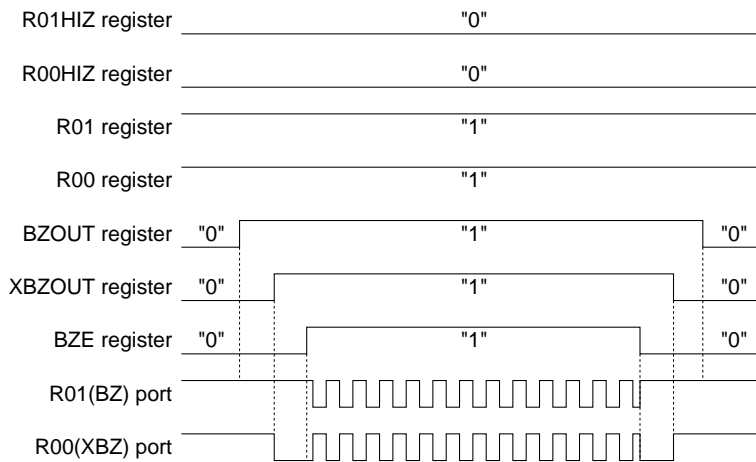 R01HIZ register "0"
R00HIZ register "0"
R01 register "1"
R00 register "1"
BZOUT register "0" "1" "0"
XBZOUT register "0" "1" "0"
BZE register "0" "1" "0"
R01(BZ) port
R00(XBZ) port